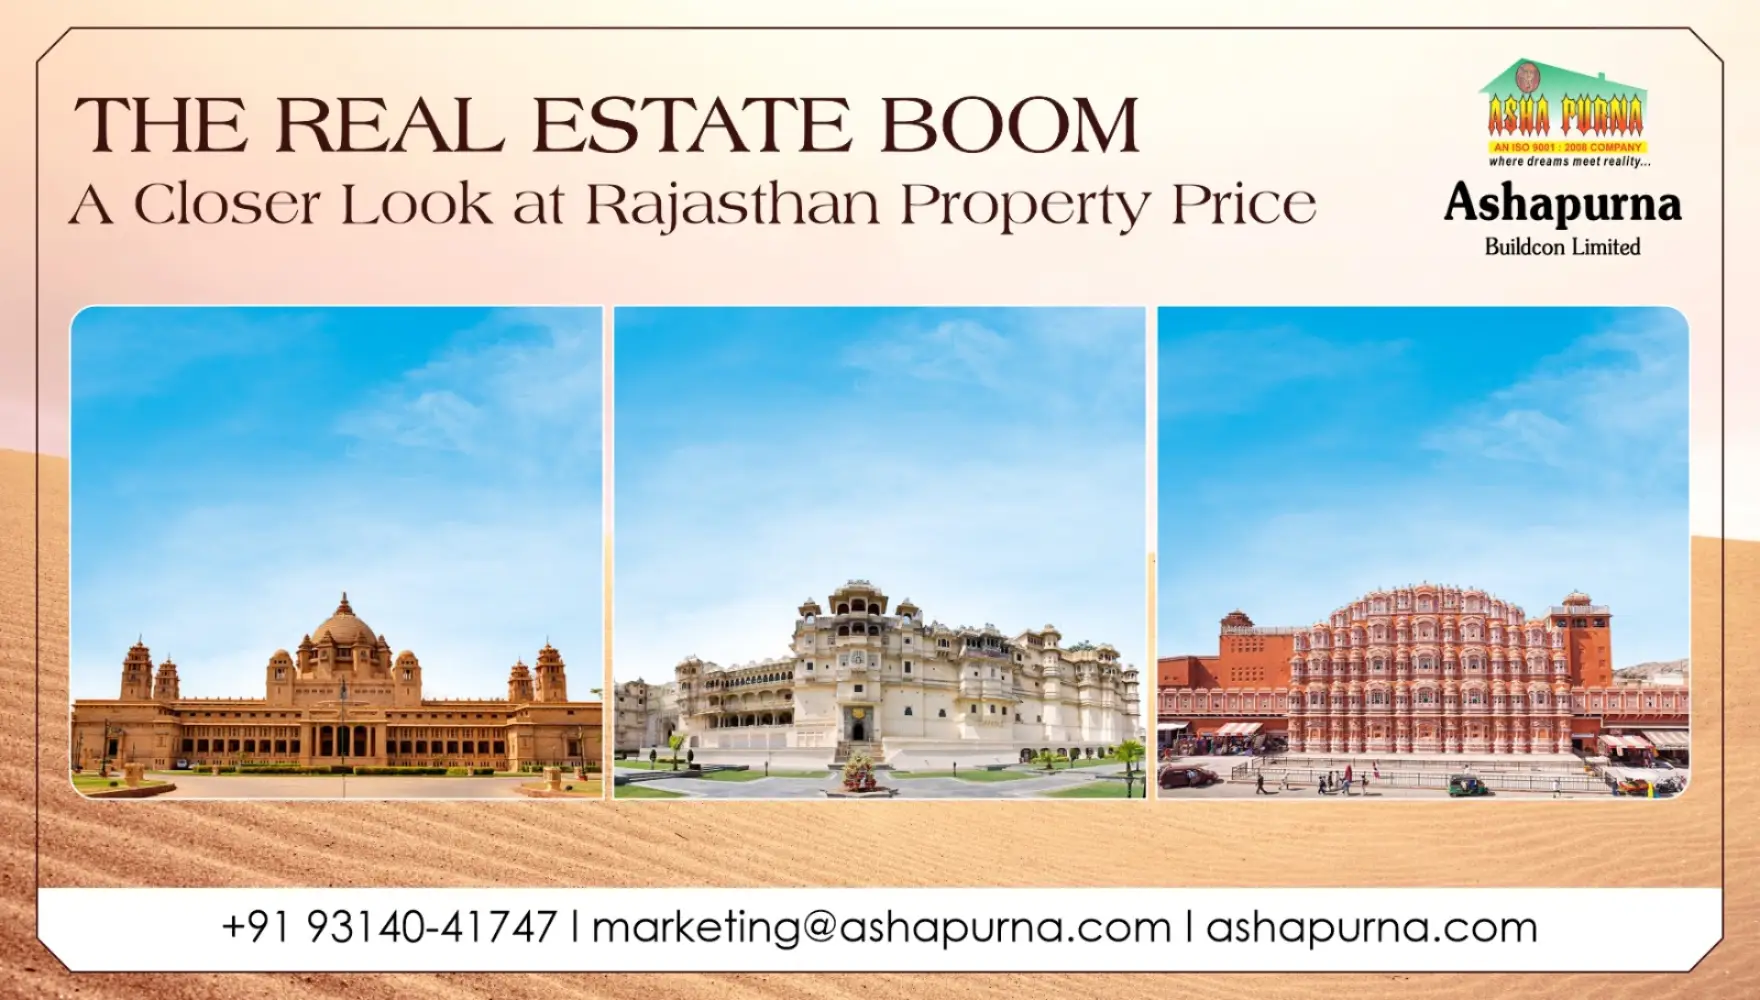 THE REAL ESTATE BOOM
A Closer Look at Rajasthan Property Price
ASHA PURNA
AN ISO 9001 : 2008 COMPANY
where dreams meet reality...
Ashapurna
Buildcon Limited
+91 93140-41747 | marketing@ashapurna.com | ashapurna.com